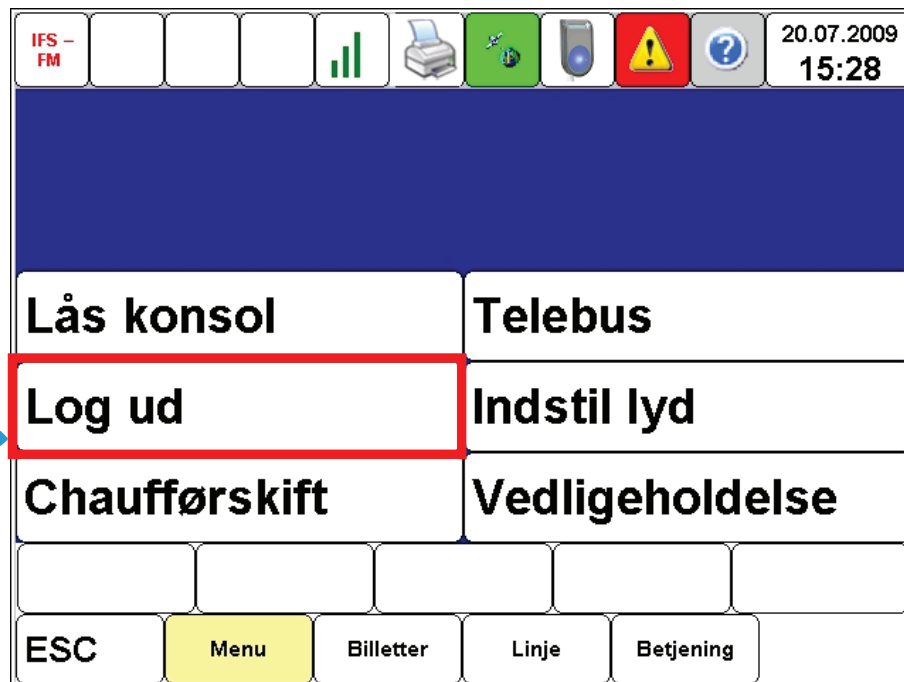 IFS –
FM
20.07.2009
15:28
Lås konsol
Telebus
Log ud
Indstil lyd
Chaufførskift
Vedligeholdelse
ESC
Menu
Billetter
Linje
Betjening